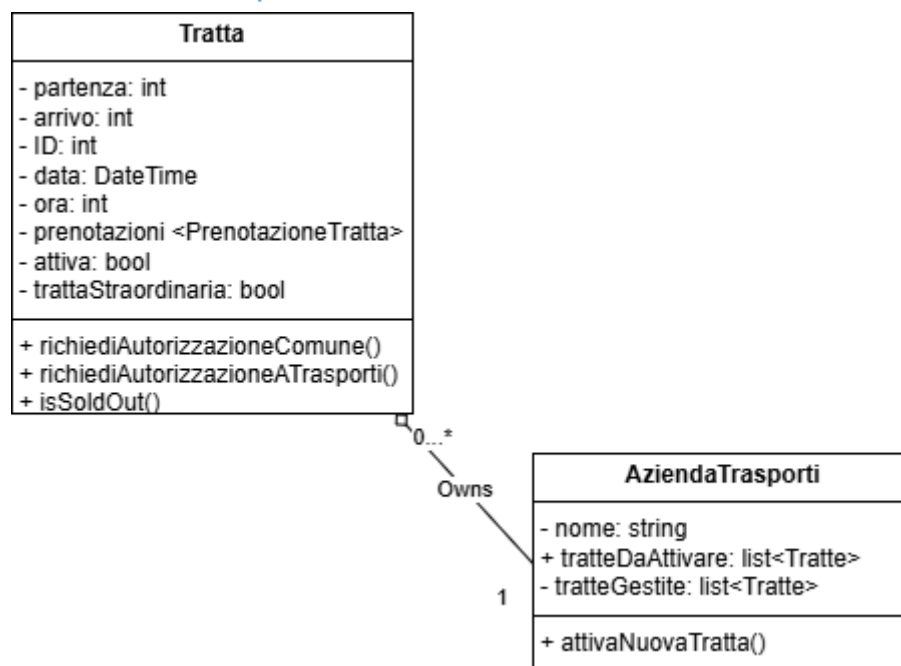 Tratta
- partenza: int
- arrivo: int
- ID: int
- data: DateTime
- ora: int
- prenotazioni <PrenotazioneTratta>
- attiva: bool
- trattaStraordinaria: bool
+ richiediAutorizzazioneComune()
+ richiediAutorizzazioneATrasporti()
+ isSoldOut()
0...*
Owns
1
AziendaTrasporti
- nome: string
+ tratteDaAttivare: list<Tratte>
- tratteGestite: list<Tratte>
+ attivaNuovaTratta()